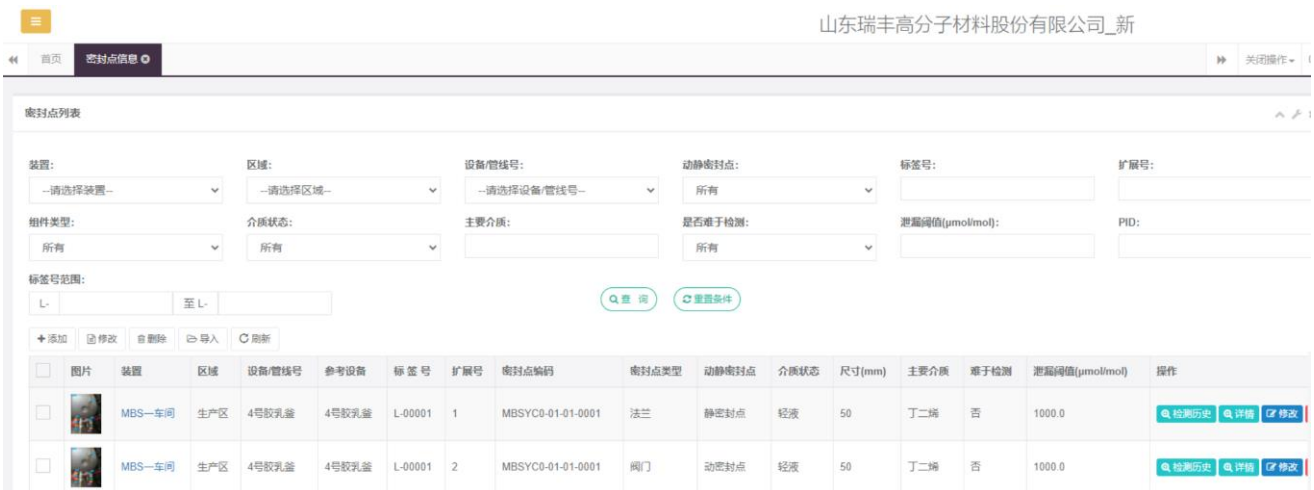 山东瑞丰高分子材料股份有限公司_新
首页 密封点信息 关闭操作
密封点列表
装置: 区域: 设备/管线号: 动静密封点: 标签号: 扩展号:
--请选择装置-- --请选择区域-- --请选择设备/管线号-- 所有
组件类型: 介质状态: 主要介质: 是否难于检测: 泄漏阈值(μmol/mol): PID:
所有 所有 所有
标签号范围:
L- 至 L- 查 询 重置条件
添加 修改 删除 导入 刷新
图片 装置 区域 设备/管线号 参考设备 标签号 扩展号 密封点编码 密封点类型 动静密封点 介质状态 尺寸(mm) 主要介质 难于检测 泄漏阈值(μmol/mol) 操作
MBS一车间 生产区 4号胶乳釜 4号胶乳釜 L-00001 1 MBSYC0-01-01-0001 法兰 静密封点 轻液 50 丁二烯 否 1000.0 检测历史 详情 修改
MBS一车间 生产区 4号胶乳釜 4号胶乳釜 L-00001 2 MBSYC0-01-01-0001 阀门 动密封点 轻液 50 丁二烯 否 1000.0 检测历史 详情 修改